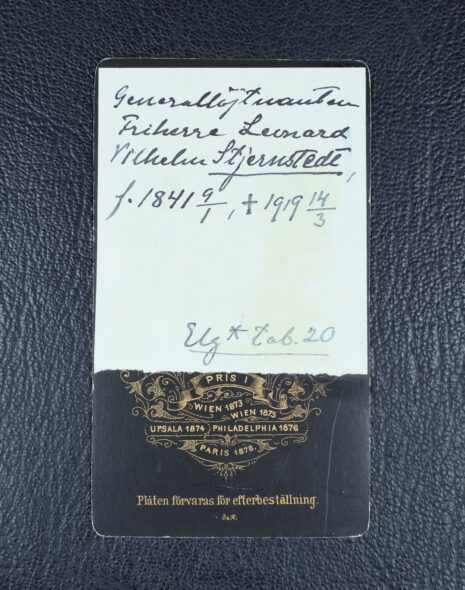 Generallöjtnanten
Friherre Leonard
Vilhelm Stjernstedt,
f. 1841 9/1, † 1919 14/3
Elg* tab. 20
PRIS I
WIEN 1873
WIEN 1875
UPSALA 1874 PHILADELPHIA 1876
PARIS 1878.
Plåten förvaras för efterbeställning.